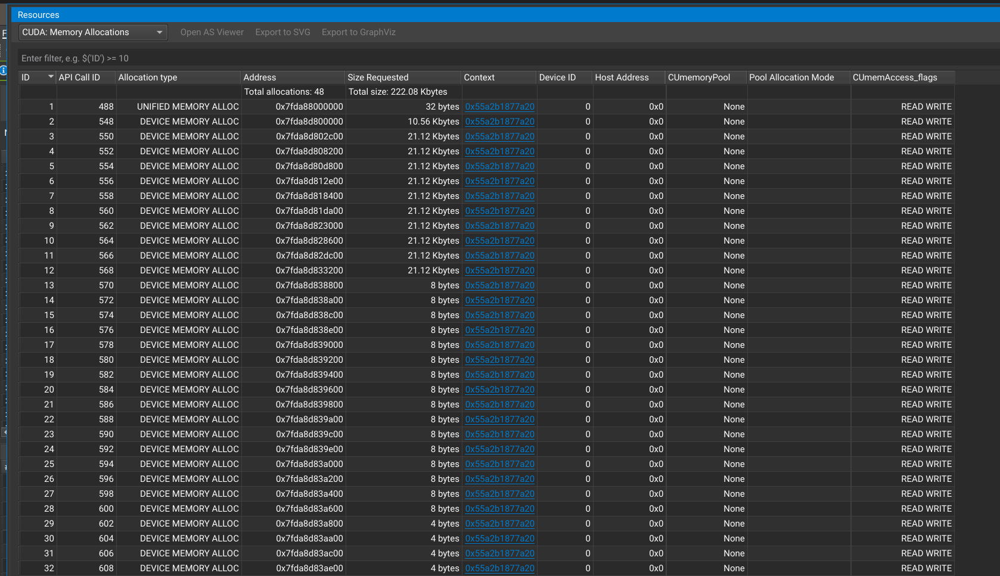 Resources
CUDA: Memory Allocations Open AS Viewer Export to SVG Export to GraphViz
Enter filter, e.g. $('ID') >= 10
ID API Call ID Allocation type Address Size Requested Context Device ID Host Address CUmemoryPool Pool Allocation Mode CUmemAccess_flags
Total allocations: 48 Total size: 222.08 Kbytes
1 488 UNIFIED MEMORY ALLOC 0x7fda88000000 32 bytes 0x55a2b1877a20 0 0x0 None READ WRITE
2 548 DEVICE MEMORY ALLOC 0x7fda8d800000 10.56 Kbytes 0x55a2b1877a20 0 0x0 None READ WRITE
3 550 DEVICE MEMORY ALLOC 0x7fda8d802c00 21.12 Kbytes 0x55a2b1877a20 0 0x0 None READ WRITE
4 552 DEVICE MEMORY ALLOC 0x7fda8d808200 21.12 Kbytes 0x55a2b1877a20 0 0x0 None READ WRITE
5 554 DEVICE MEMORY ALLOC 0x7fda8d80d800 21.12 Kbytes 0x55a2b1877a20 0 0x0 None READ WRITE
6 556 DEVICE MEMORY ALLOC 0x7fda8d812e00 21.12 Kbytes 0x55a2b1877a20 0 0x0 None READ WRITE
7 558 DEVICE MEMORY ALLOC 0x7fda8d818400 21.12 Kbytes 0x55a2b1877a20 0 0x0 None READ WRITE
8 560 DEVICE MEMORY ALLOC 0x7fda8d81da00 21.12 Kbytes 0x55a2b1877a20 0 0x0 None READ WRITE
9 562 DEVICE MEMORY ALLOC 0x7fda8d823000 21.12 Kbytes 0x55a2b1877a20 0 0x0 None READ WRITE
10 564 DEVICE MEMORY ALLOC 0x7fda8d828600 21.12 Kbytes 0x55a2b1877a20 0 0x0 None READ WRITE
11 566 DEVICE MEMORY ALLOC 0x7fda8d82dc00 21.12 Kbytes 0x55a2b1877a20 0 0x0 None READ WRITE
12 568 DEVICE MEMORY ALLOC 0x7fda8d833200 21.12 Kbytes 0x55a2b1877a20 0 0x0 None READ WRITE
13 570 DEVICE MEMORY ALLOC 0x7fda8d838800 8 bytes 0x55a2b1877a20 0 0x0 None READ WRITE
14 572 DEVICE MEMORY ALLOC 0x7fda8d838a00 8 bytes 0x55a2b1877a20 0 0x0 None READ WRITE
15 574 DEVICE MEMORY ALLOC 0x7fda8d838c00 8 bytes 0x55a2b1877a20 0 0x0 None READ WRITE
16 576 DEVICE MEMORY ALLOC 0x7fda8d838e00 8 bytes 0x55a2b1877a20 0 0x0 None READ WRITE
17 578 DEVICE MEMORY ALLOC 0x7fda8d839000 8 bytes 0x55a2b1877a20 0 0x0 None READ WRITE
18 580 DEVICE MEMORY ALLOC 0x7fda8d839200 8 bytes 0x55a2b1877a20 0 0x0 None READ WRITE
19 582 DEVICE MEMORY ALLOC 0x7fda8d839400 8 bytes 0x55a2b1877a20 0 0x0 None READ WRITE
20 584 DEVICE MEMORY ALLOC 0x7fda8d839600 8 bytes 0x55a2b1877a20 0 0x0 None READ WRITE
21 586 DEVICE MEMORY ALLOC 0x7fda8d839800 8 bytes 0x55a2b1877a20 0 0x0 None READ WRITE
22 588 DEVICE MEMORY ALLOC 0x7fda8d839a00 8 bytes 0x55a2b1877a20 0 0x0 None READ WRITE
23 590 DEVICE MEMORY ALLOC 0x7fda8d839c00 8 bytes 0x55a2b1877a20 0 0x0 None READ WRITE
24 592 DEVICE MEMORY ALLOC 0x7fda8d839e00 8 bytes 0x55a2b1877a20 0 0x0 None READ WRITE
25 594 DEVICE MEMORY ALLOC 0x7fda8d83a000 8 bytes 0x55a2b1877a20 0 0x0 None READ WRITE
26 596 DEVICE MEMORY ALLOC 0x7fda8d83a200 8 bytes 0x55a2b1877a20 0 0x0 None READ WRITE
27 598 DEVICE MEMORY ALLOC 0x7fda8d83a400 8 bytes 0x55a2b1877a20 0 0x0 None READ WRITE
28 600 DEVICE MEMORY ALLOC 0x7fda8d83a600 8 bytes 0x55a2b1877a20 0 0x0 None READ WRITE
29 602 DEVICE MEMORY ALLOC 0x7fda8d83a800 4 bytes 0x55a2b1877a20 0 0x0 None READ WRITE
30 604 DEVICE MEMORY ALLOC 0x7fda8d83aa00 4 bytes 0x55a2b1877a20 0 0x0 None READ WRITE
31 606 DEVICE MEMORY ALLOC 0x7fda8d83ac00 4 bytes 0x55a2b1877a20 0 0x0 None READ WRITE
32 608 DEVICE MEMORY ALLOC 0x7fda8d83ae00 4 bytes 0x55a2b1877a20 0 0x0 None READ WRITE